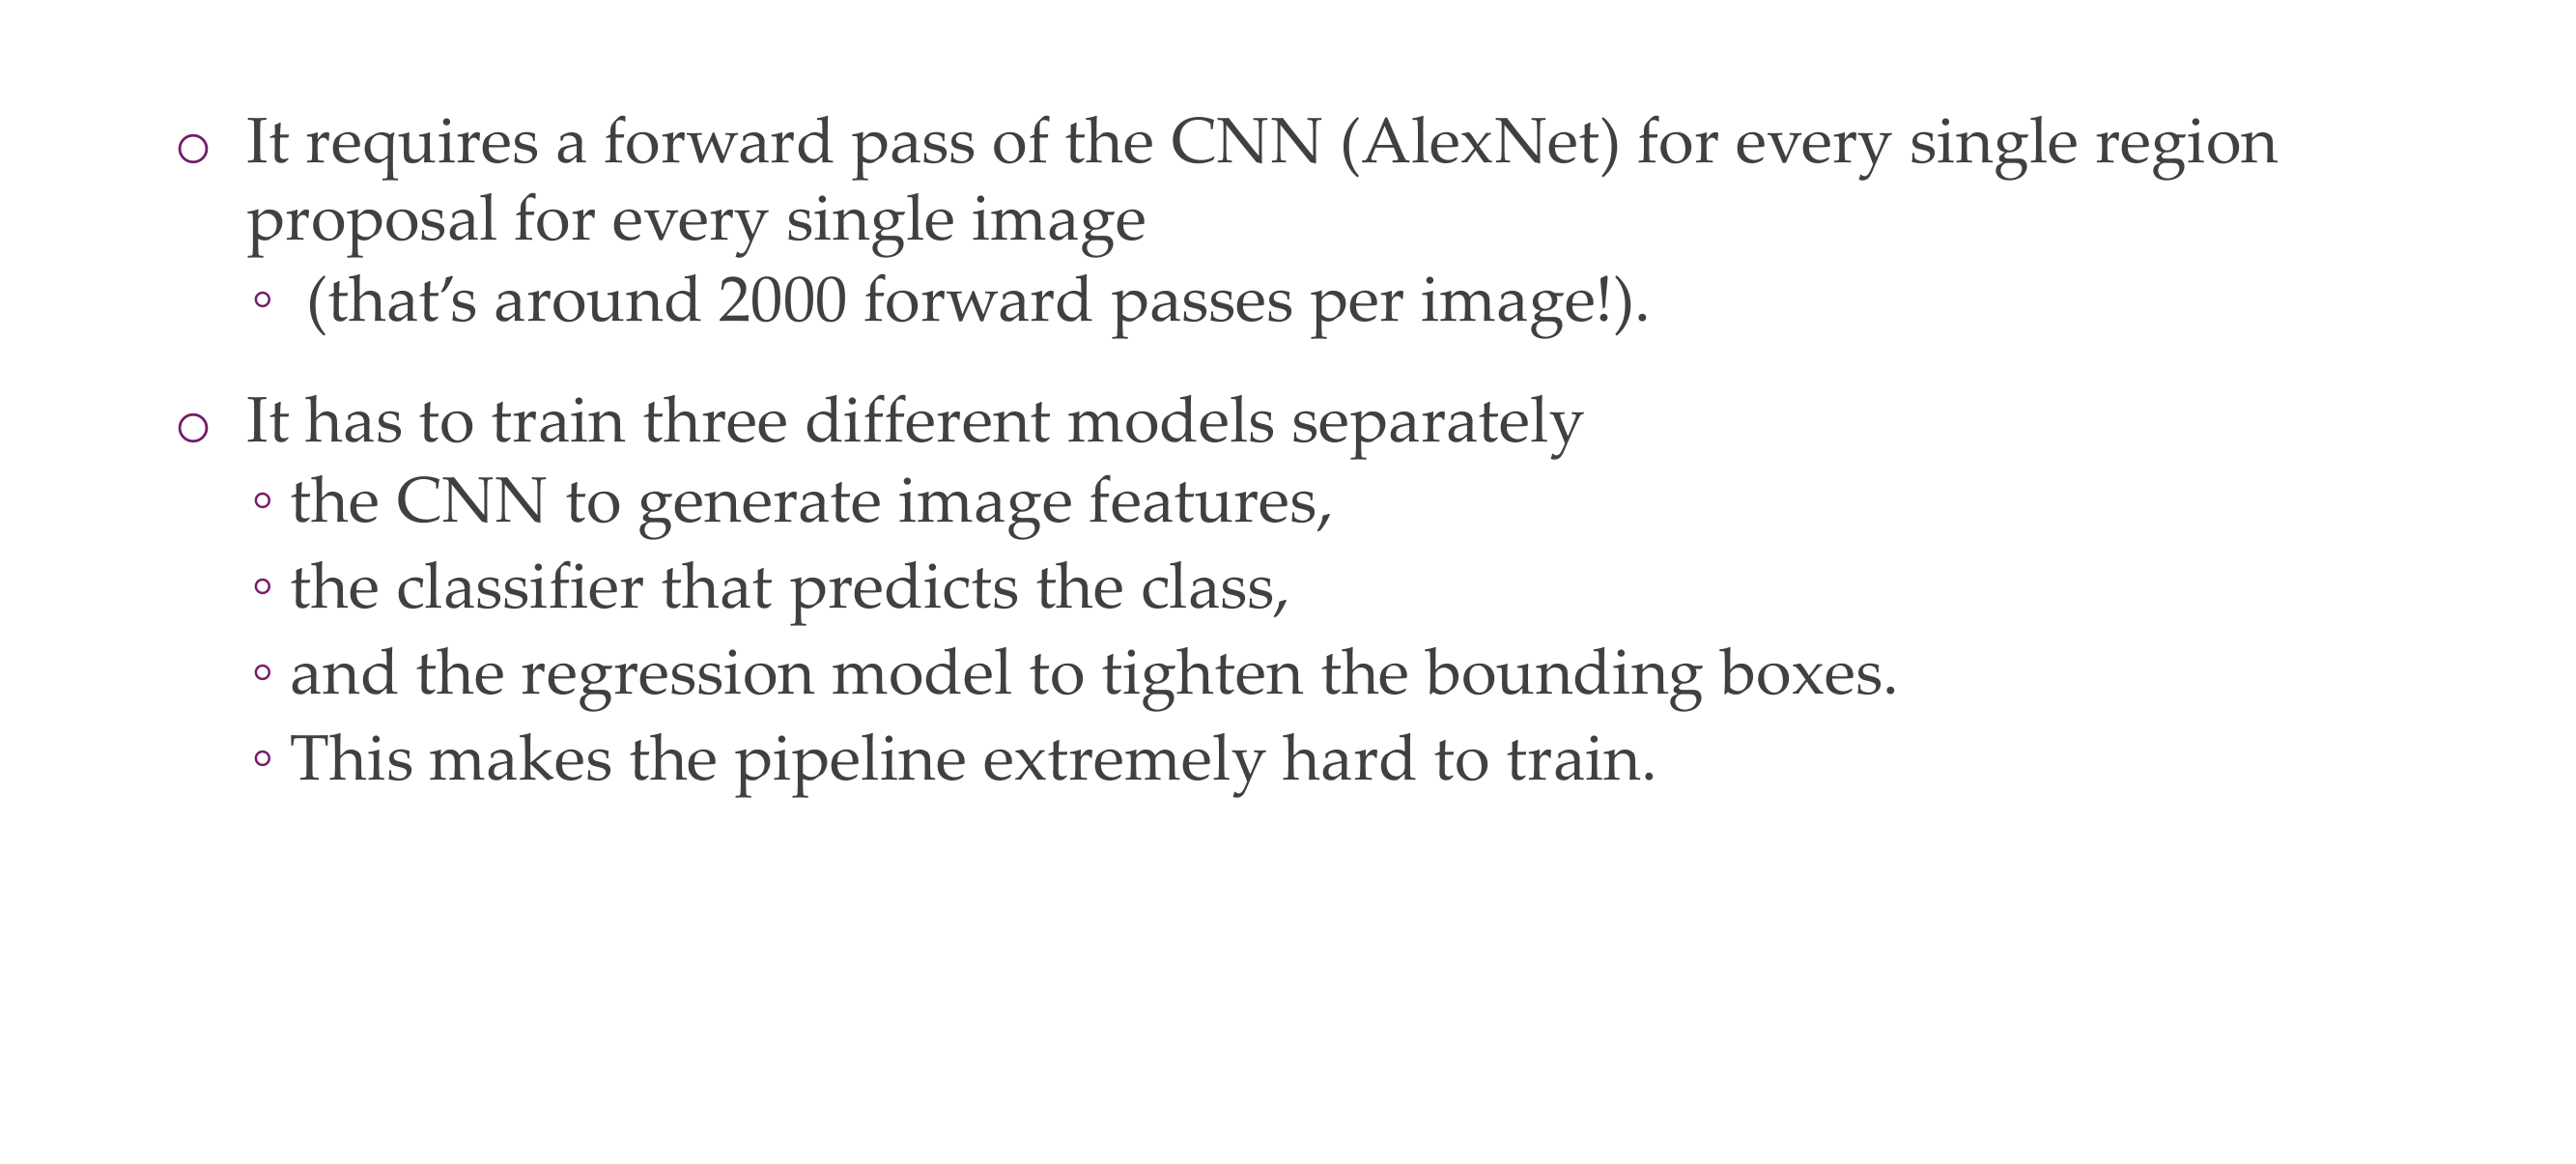 ○ It requires a forward pass of the CNN (AlexNet) for every single region
proposal for every single image
◦ (that’s around 2000 forward passes per image!).
○ It has to train three different models separately
◦ the CNN to generate image features,
◦ the classifier that predicts the class,
◦ and the regression model to tighten the bounding boxes.
◦ This makes the pipeline extremely hard to train.